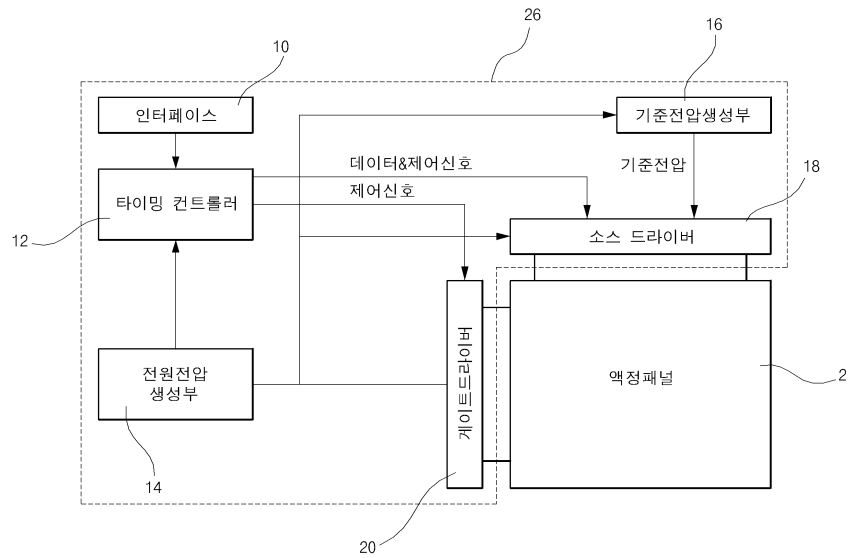 26
16
10
인터페이스
기준전압생성부
데이터&제어신호
기준전압
18
제어신호
타이밍 컨트롤러
12
소스 드라이버
게이트드라이버
전원전압
생성부
액정패널
2
14
20